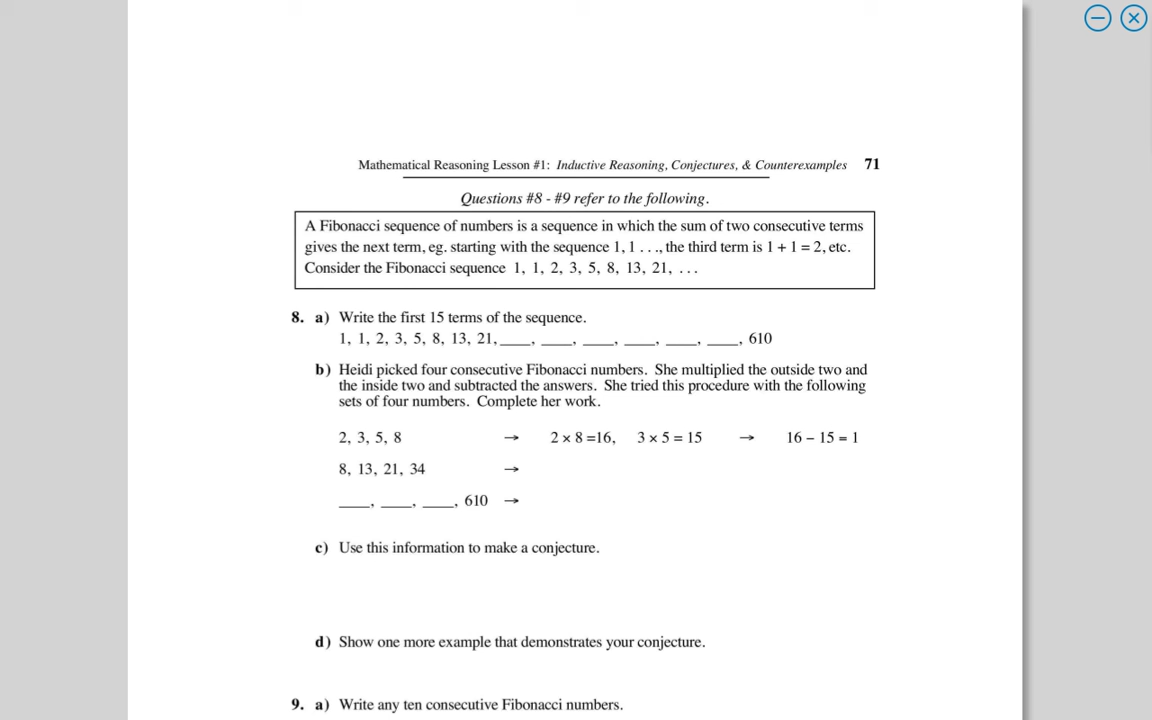 Mathematical Reasoning Lesson #1: Inductive Reasoning, Conjectures, & Counterexamples 71
Questions #8 - #9 refer to the following.
A Fibonacci sequence of numbers is a sequence in which the sum of two consecutive terms
gives the next term, eg. starting with the sequence 1, 1 . . ., the third term is 1 + 1 = 2, etc.
Consider the Fibonacci sequence 1, 1, 2, 3, 5, 8, 13, 21, . . .
8. a) Write the first 15 terms of the sequence.
1, 1, 2, 3, 5, 8, 13, 21, ____, ____, ____, ____, ____, ____, 610
b) Heidi picked four consecutive Fibonacci numbers. She multiplied the outside two and
the inside two and subtracted the answers. She tried this procedure with the following
sets of four numbers. Complete her work.
2, 3, 5, 8 → 2 × 8 =16, 3 × 5 = 15 → 16 – 15 = 1
8, 13, 21, 34 →
____, ____, ____, 610 →
c) Use this information to make a conjecture.
d) Show one more example that demonstrates your conjecture.
9. a) Write any ten consecutive Fibonacci numbers.